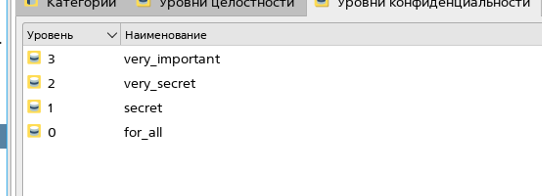 Категории Уровни целостности Уровни конфиденциальности
Уровень Наименование
3 very_important
2 very_secret
1 secret
0 for_all